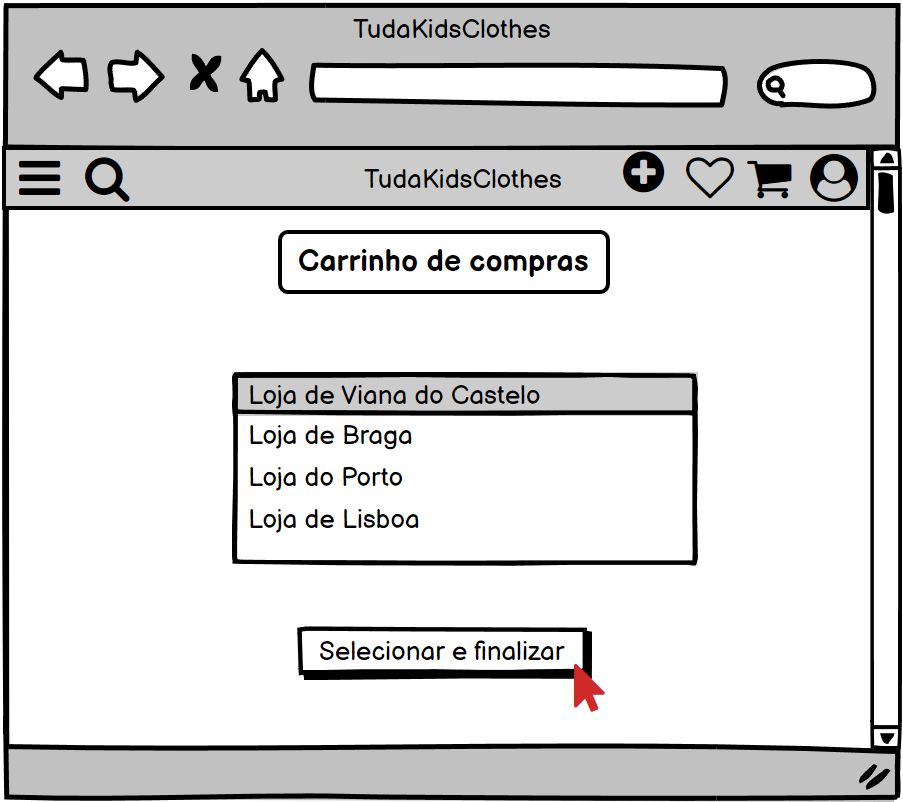 TudaKidsClothes
TudaKidsClothes
Carrinho de compras
Loja de Viana do Castelo
Loja de Braga
Loja do Porto
Loja de Lisboa
Selecionar e finalizar